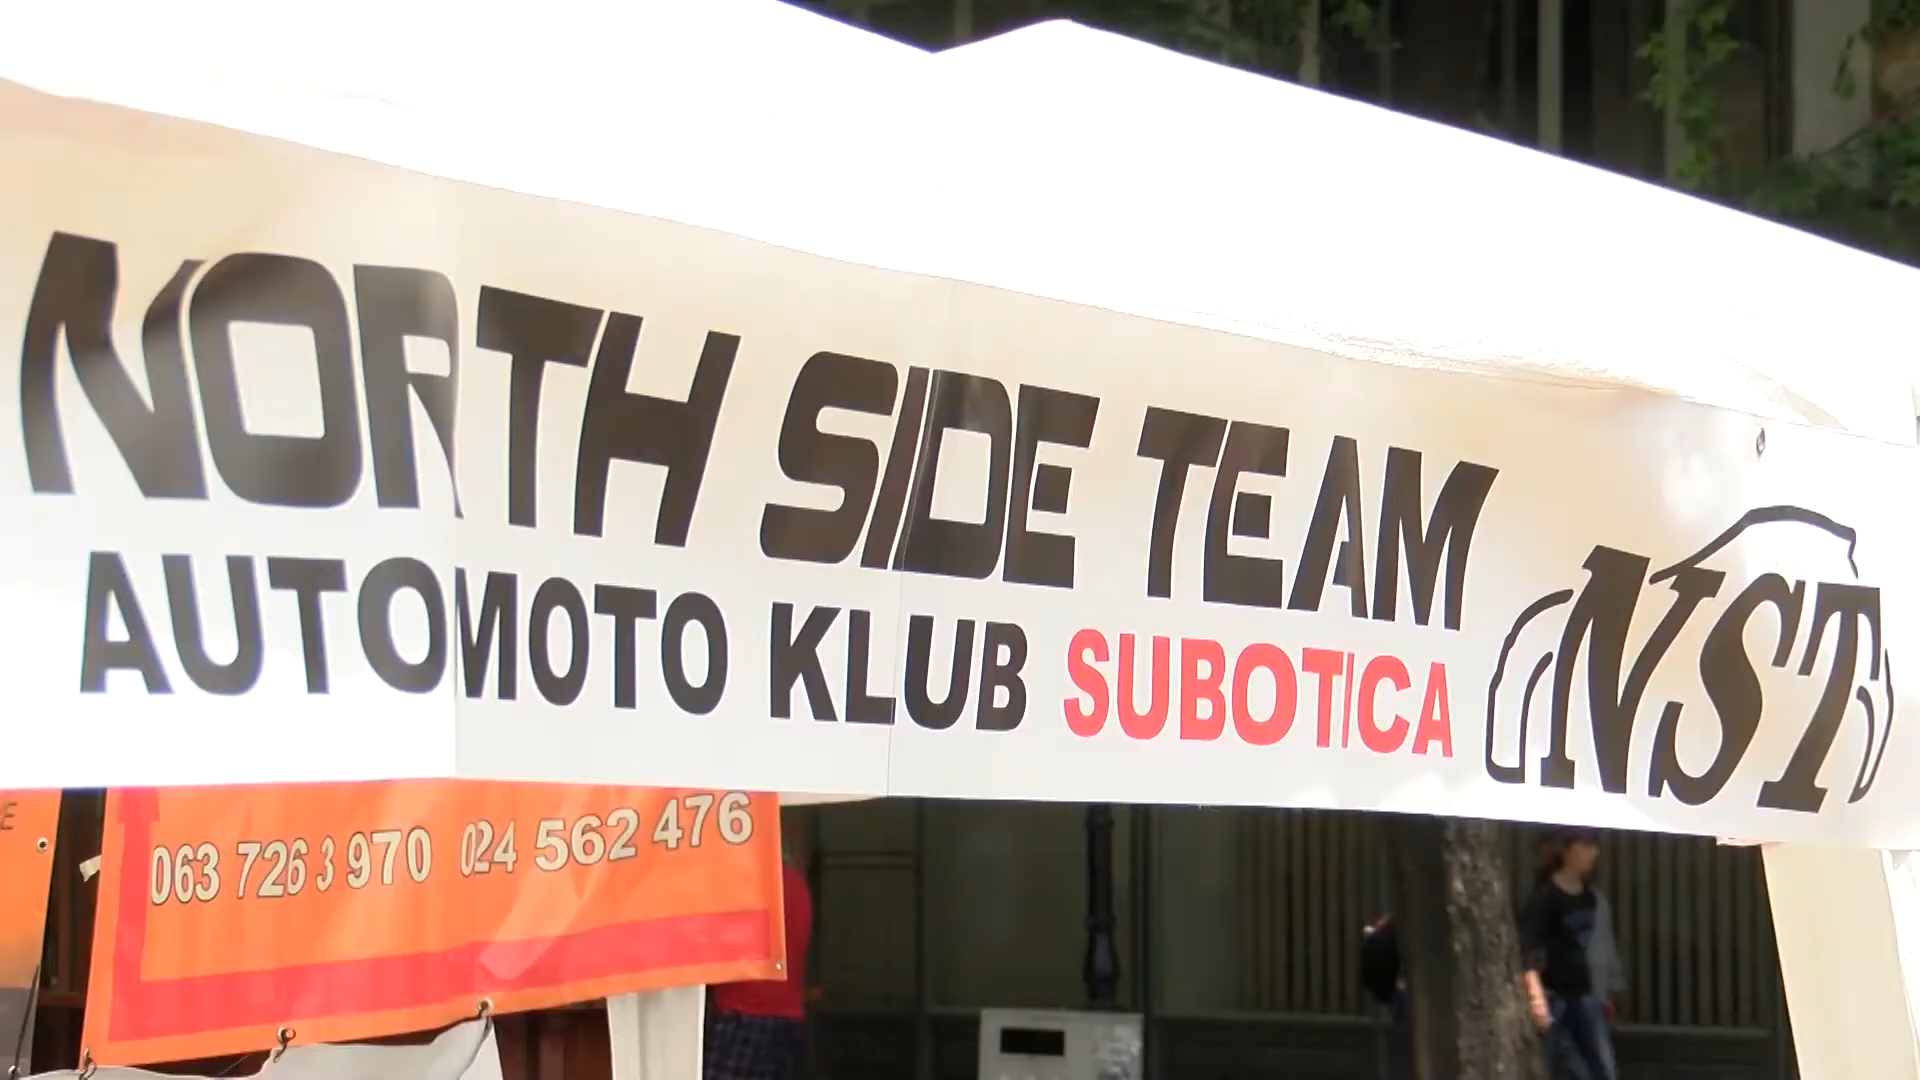 NORTH SIDE TEAM
AUTOMOTO KLUB SUBOTICA
NST
063 726 3 970 024 562 476